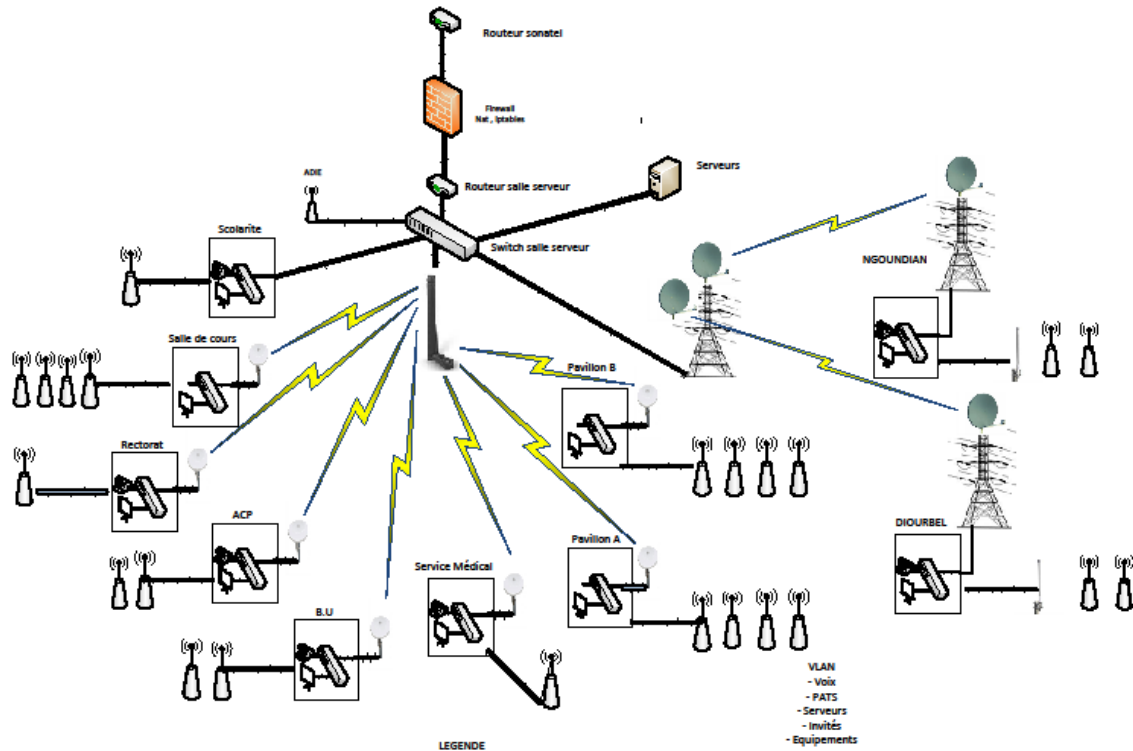 Routeur sonatel
Firewall
Nat , Iptables
ADIE
Routeur salle serveur
Serveurs
Scolarite
Switch salle serveur
NGOUNDIAN
Salle de cours
Pavillon B
Rectorat
ACP
DIOURBEL
Service Médical
Pavillon A
B.U
VLAN
- Voix
- PATS
- Serveurs
- Invités
- Equipements
LEGENDE